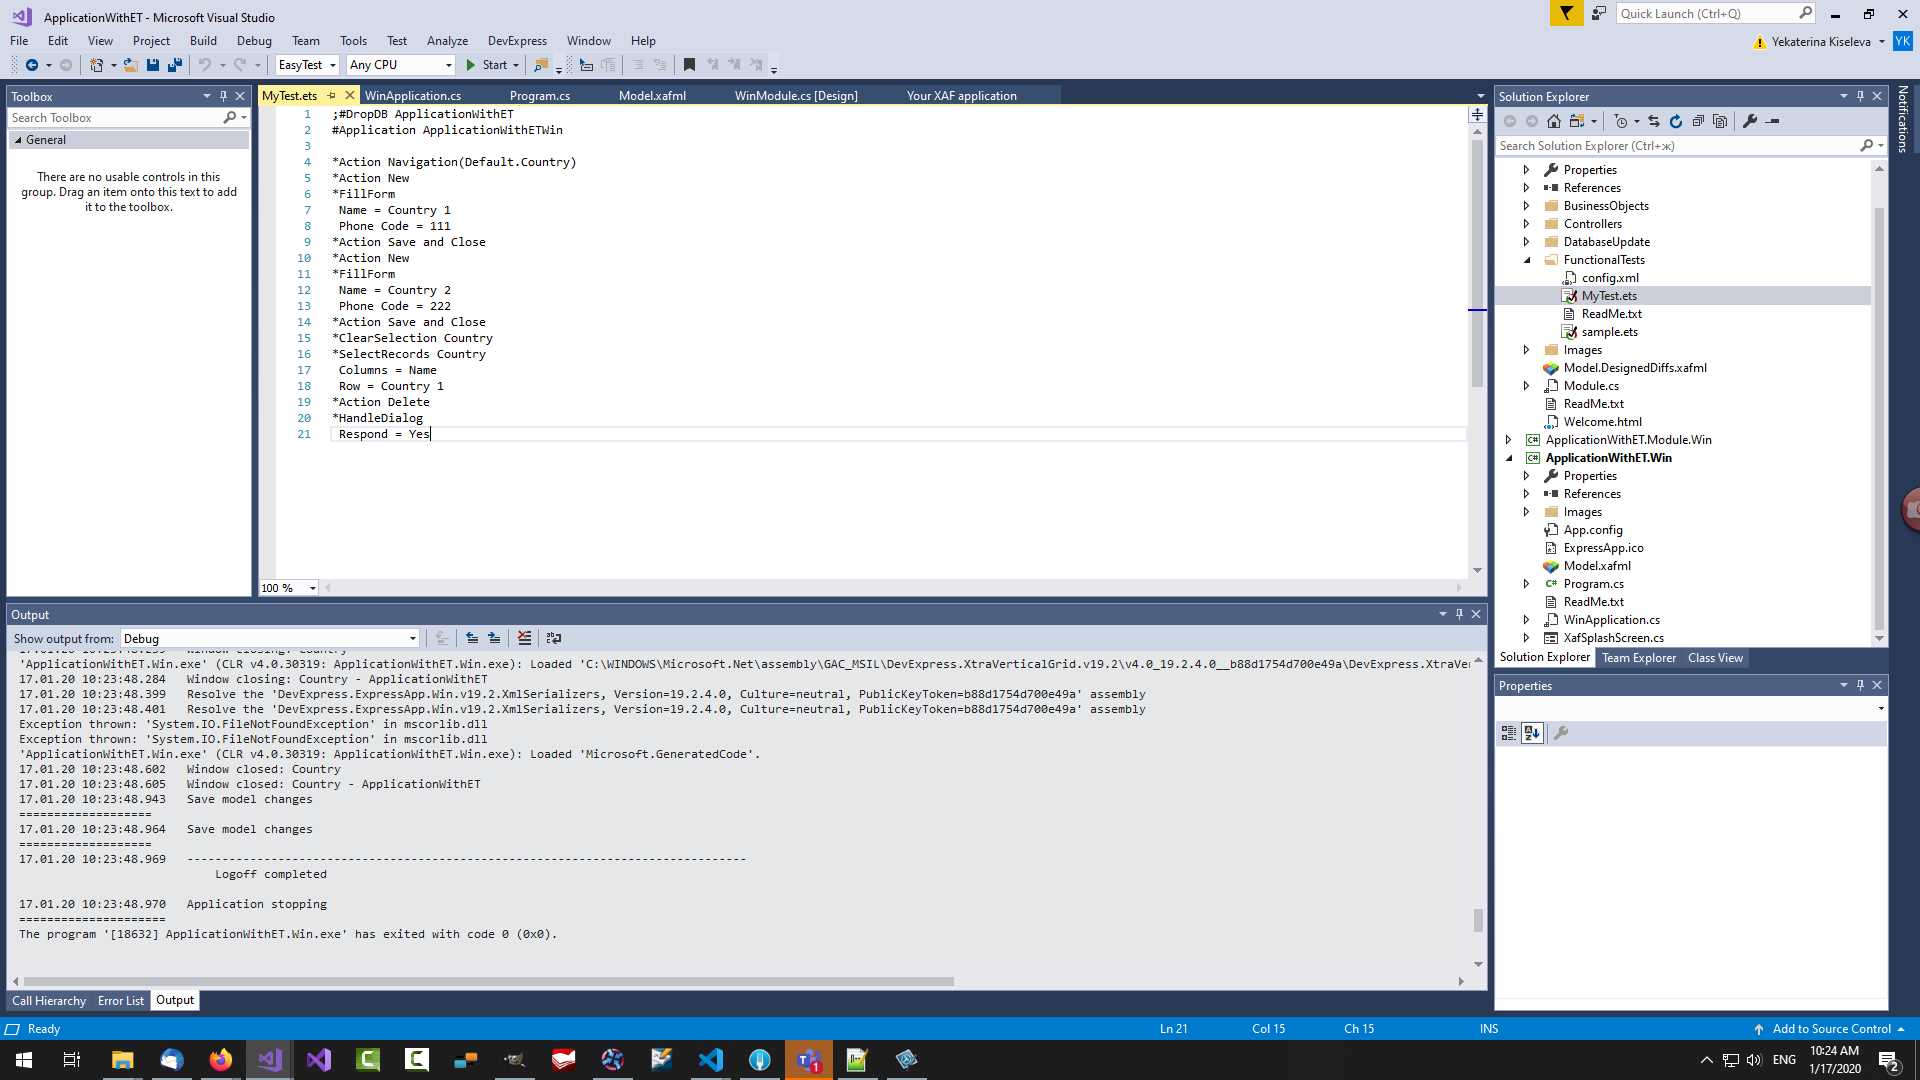 ApplicationWithET - Microsoft Visual Studio
Quick Launch (Ctrl+Q)
File Edit View Project Build Debug Team Tools Test Analyze DevExpress Window Help
Yekaterina Kiseleva YK
EasyTest Any CPU Start
Toolbox
Search Toolbox
General
There are no usable controls in this
group. Drag an item onto this text to add
it to the toolbox.
MyTest.ets WinApplication.cs Program.cs Model.xafml WinModule.cs [Design] Your XAF application
1 ;#DropDB ApplicationWithET
2 #Application ApplicationWithETWin
3
4 *Action Navigation(Default.Country)
5 *Action New
6 *FillForm
7 Name = Country 1
8 Phone Code = 111
9 *Action Save and Close
10 *Action New
11 *FillForm
12 Name = Country 2
13 Phone Code = 222
14 *Action Save and Close
15 *ClearSelection Country
16 *SelectRecords Country
17 Columns = Name
18 Row = Country 1
19 *Action Delete
20 *HandleDialog
21 Respond = Yes
100 %
Solution Explorer
Search Solution Explorer (Ctrl+ж)
Properties
References
BusinessObjects
Controllers
DatabaseUpdate
FunctionalTests
config.xml
MyTest.ets
ReadMe.txt
sample.ets
Images
Model.DesignedDiffs.xafml
Module.cs
ReadMe.txt
Welcome.html
ApplicationWithET.Module.Win
ApplicationWithET.Win
Properties
References
Images
App.config
ExpressApp.ico
Model.xafml
Program.cs
ReadMe.txt
WinApplication.cs
XafSplashScreen.cs
Solution Explorer Team Explorer Class View
Notifications
Properties
Output
Show output from: Debug
'ApplicationWithET.Win.exe' (CLR v4.0.30319: ApplicationWithET.Win.exe): Loaded 'C:\WINDOWS\Microsoft.Net\assembly\GAC_MSIL\DevExpress.XtraVerticalGrid.v19.2\v4.0_19.2.4.0__b88d1754d700e49a\DevExpress.XtraVer
17.01.20 10:23:48.284 Window closing: Country - ApplicationWithET
17.01.20 10:23:48.399 Resolve the 'DevExpress.ExpressApp.Win.v19.2.XmlSerializers, Version=19.2.4.0, Culture=neutral, PublicKeyToken=b88d1754d700e49a' assembly
17.01.20 10:23:48.401 Resolve the 'DevExpress.ExpressApp.Win.v19.2.XmlSerializers, Version=19.2.4.0, Culture=neutral, PublicKeyToken=b88d1754d700e49a' assembly
Exception thrown: 'System.IO.FileNotFoundException' in mscorlib.dll
Exception thrown: 'System.IO.FileNotFoundException' in mscorlib.dll
'ApplicationWithET.Win.exe' (CLR v4.0.30319: ApplicationWithET.Win.exe): Loaded 'Microsoft.GeneratedCode'.
17.01.20 10:23:48.602 Window closed: Country
17.01.20 10:23:48.605 Window closed: Country - ApplicationWithET
17.01.20 10:23:48.943 Save model changes
===================
17.01.20 10:23:48.964 Save model changes
===================
17.01.20 10:23:48.969 --------------------------------------------------------------------------------
Logoff completed
17.01.20 10:23:48.970 Application stopping
=====================
The program '[18632] ApplicationWithET.Win.exe' has exited with code 0 (0x0).
Call Hierarchy Error List Output
Ready Ln 21 Col 15 Ch 15 INS Add to Source Control
ENG 10:24 AM
1/17/2020
2